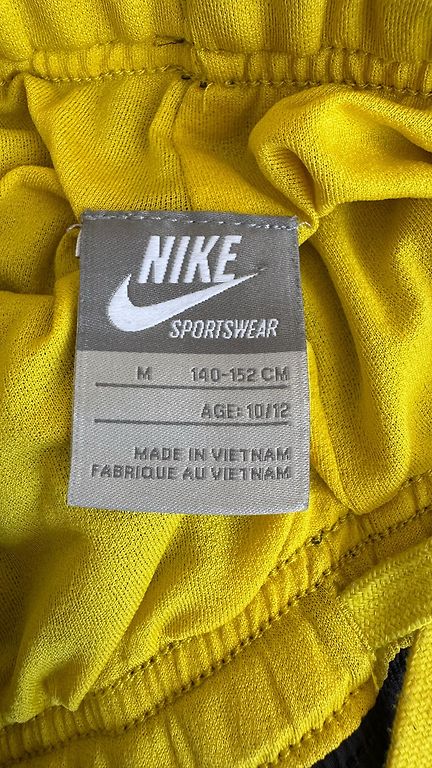 NIKE
SPORTSWEAR
M 140-152 CM
AGE: 10/12
MADE IN VIETNAM
FABRIQUE AU VIETNAM